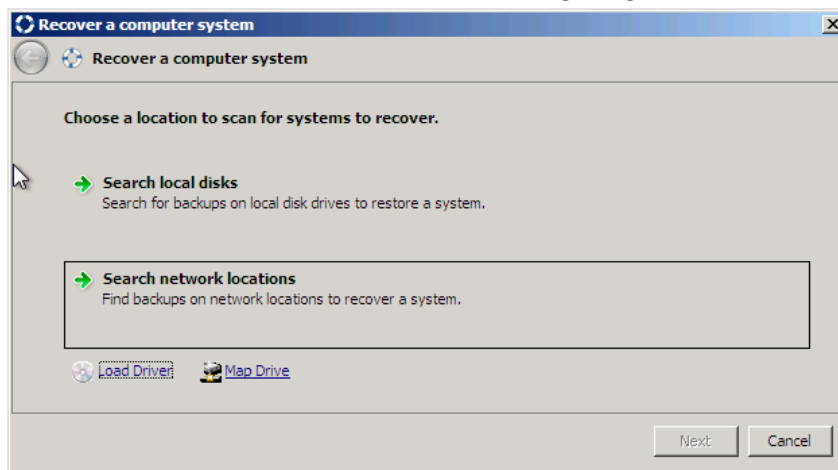 Recover a computer system
Recover a computer system
Choose a location to scan for systems to recover.
Search local disks
Search for backups on local disk drives to restore a system.
Search network locations
Find backups on network locations to recover a system.
Load Driver Map Drive
Next Cancel